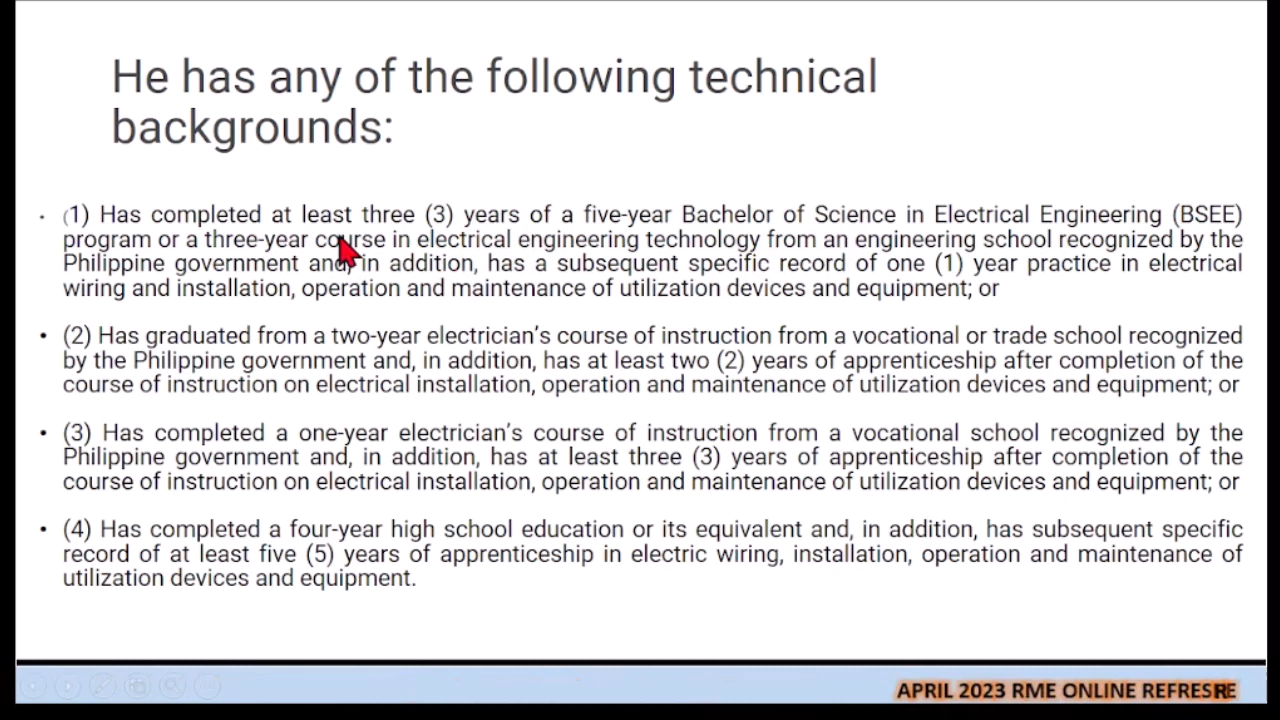 He has any of the following technical
backgrounds:
• (1) Has completed at least three (3) years of a five-year Bachelor of Science in Electrical Engineering (BSEE)
program or a three-year course in electrical engineering technology from an engineering school recognized by the
Philippine government and, in addition, has a subsequent specific record of one (1) year practice in electrical
wiring and installation, operation and maintenance of utilization devices and equipment; or
• (2) Has graduated from a two-year electrician's course of instruction from a vocational or trade school recognized
by the Philippine government and, in addition, has at least two (2) years of apprenticeship after completion of the
course of instruction on electrical installation, operation and maintenance of utilization devices and equipment; or
• (3) Has completed a one-year electrician's course of instruction from a vocational school recognized by the
Philippine government and, in addition, has at least three (3) years of apprenticeship after completion of the
course of instruction on electrical installation, operation and maintenance of utilization devices and equipment; or
• (4) Has completed a four-year high school education or its equivalent and, in addition, has subsequent specific
record of at least five (5) years of apprenticeship in electric wiring, installation, operation and maintenance of
utilization devices and equipment.
APRIL 2023 RME ONLINE REFRESRE